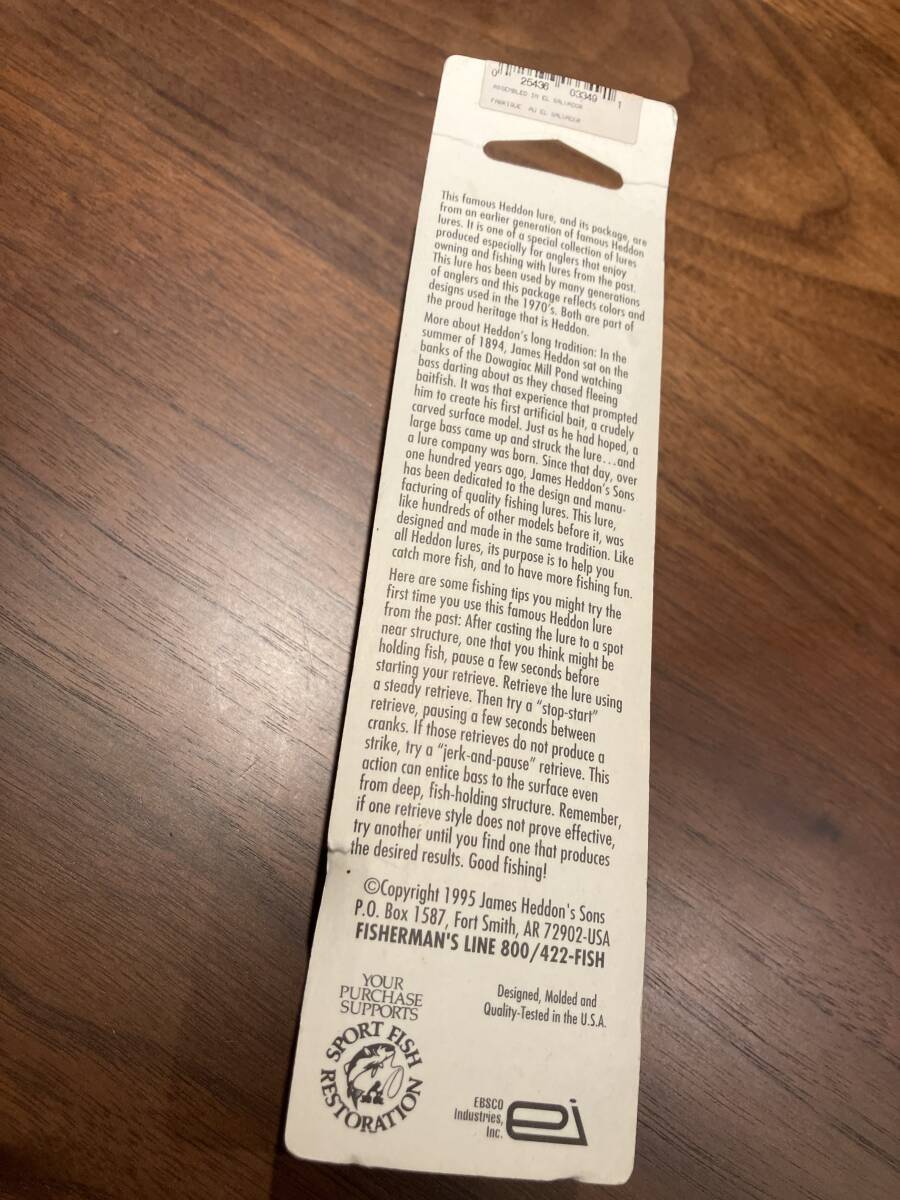 0 25436 03349 1
ASSEMBLED IN EL SALVADOR
FABRIQUE AU EL SALVADOR
This famous Heddon lure, and its package, are
from an earlier generation of famous Heddon
lures. It is one of a special collection of lures
produced especially for anglers that enjoy
owning and fishing with lures from the past.
This lure has been used by many generations
of anglers and this package reflects colors and
designs used in the 1970's. Both are part of
the proud heritage that is Heddon.
More about Heddon's long tradition: In the
summer of 1894, James Heddon sat on the
banks of the Dowagiac Mill Pond watching
bass darting about as they chased fleeing
baitfish. It was that experience that prompted
him to create his first artificial bait, a crudely
carved surface model. Just as he had hoped, a
large bass came up and struck the lure...and
a lure company was born. Since that day, over
one hundred years ago, James Heddon's Sons
has been dedicated to the design and manu-
facturing of quality fishing lures. This lure,
like hundreds of other models before it, was
designed and made in the same tradition. Like
all Heddon lures, its purpose is to help you
catch more fish, and to have more fishing fun.
Here are some fishing tips you might try the
first time you use this famous Heddon lure
from the past: After casting the lure to a spot
near structure, one that you think might be
holding fish, pause a few seconds before
starting your retrieve. Retrieve the lure using
a steady retrieve. Then try a "stop-start"
retrieve, pausing a few seconds between
cranks. If those retrieves do not produce a
strike, try a "jerk-and-pause" retrieve. This
action can entice bass to the surface even
from deep, fish-holding structure. Remember,
if one retrieve style does not prove effective,
try another until you find one that produces
the desired results. Good fishing!
©Copyright 1995 James Heddon's Sons
P.O. Box 1587, Fort Smith, AR 72902-USA
FISHERMAN'S LINE 800/422-FISH
YOUR
PURCHASE
SUPPORTS
SPORT FISH
RESTORATION
Designed, Molded and
Quality-Tested in the U.S.A.
EBSCO
Industries,
Inc.
ei